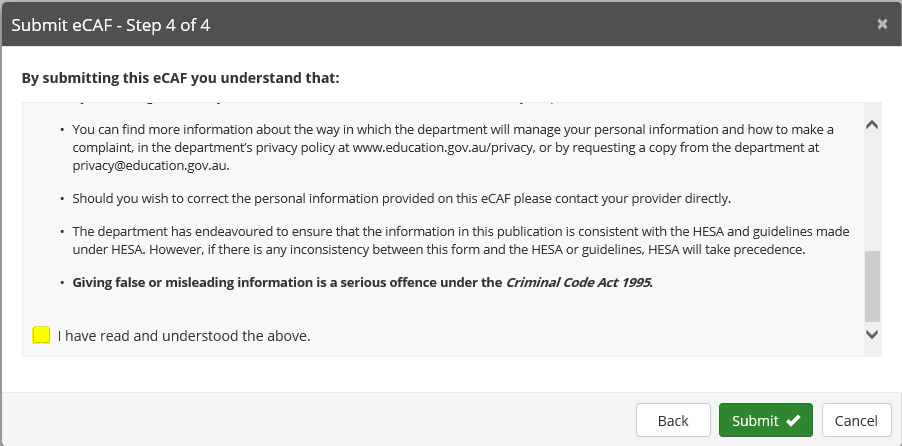 Submit eCAF - Step 4 of 4
By submitting this eCAF you understand that:
• You can find more information about the way in which the department will manage your personal information and how to make a
complaint, in the department's privacy policy at www.education.gov.au/privacy, or by requesting a copy from the department at
privacy@education.gov.au.
• Should you wish to correct the personal information provided on this eCAF please contact your provider directly.
• The department has endeavoured to ensure that the information in this publication is consistent with the HESA and guidelines made
under HESA. However, if there is any inconsistency between this form and the HESA or guidelines, HESA will take precedence.
• Giving false or misleading information is a serious offence under the Criminal Code Act 1995.
I have read and understood the above.
Back Submit Cancel